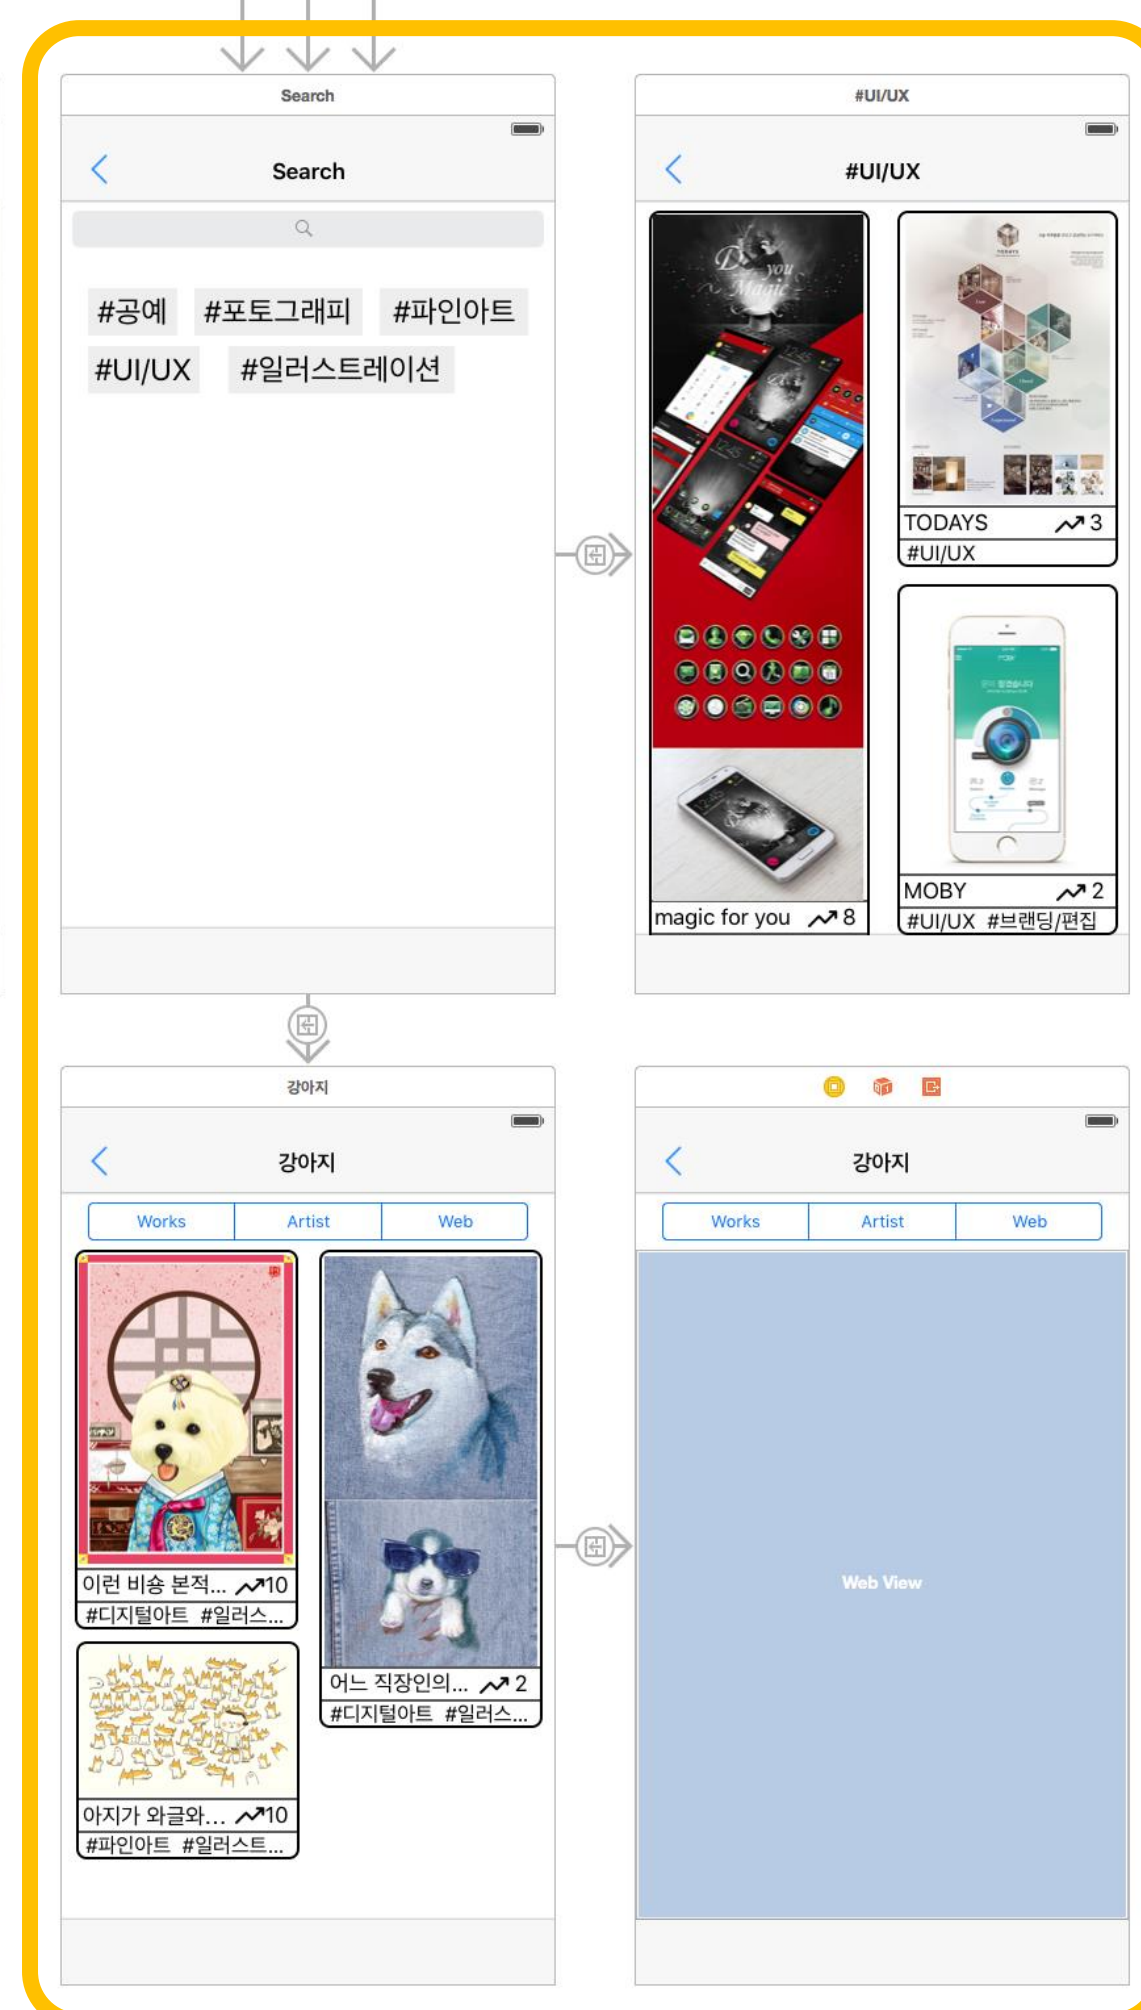 Search
Search
#공예 #포토그래피 #파인아트
#UI/UX #일러스트레이션
#UI/UX
#UI/UX
D you
Magic
12:45
TODAYS
TODAYS 3
#UI/UX
magic for you 8
MOBY 2
#UI/UX #브랜딩/편집
강아지
강아지
Works Artist Web
이런 비숑 본적... 10
#디지털아트 #일러스...
어느 직장인의... 2
#디지털아트 #일러스...
아지가 와글와... 10
#파인아트 #일러스트...
강아지
Works Artist Web
Web View